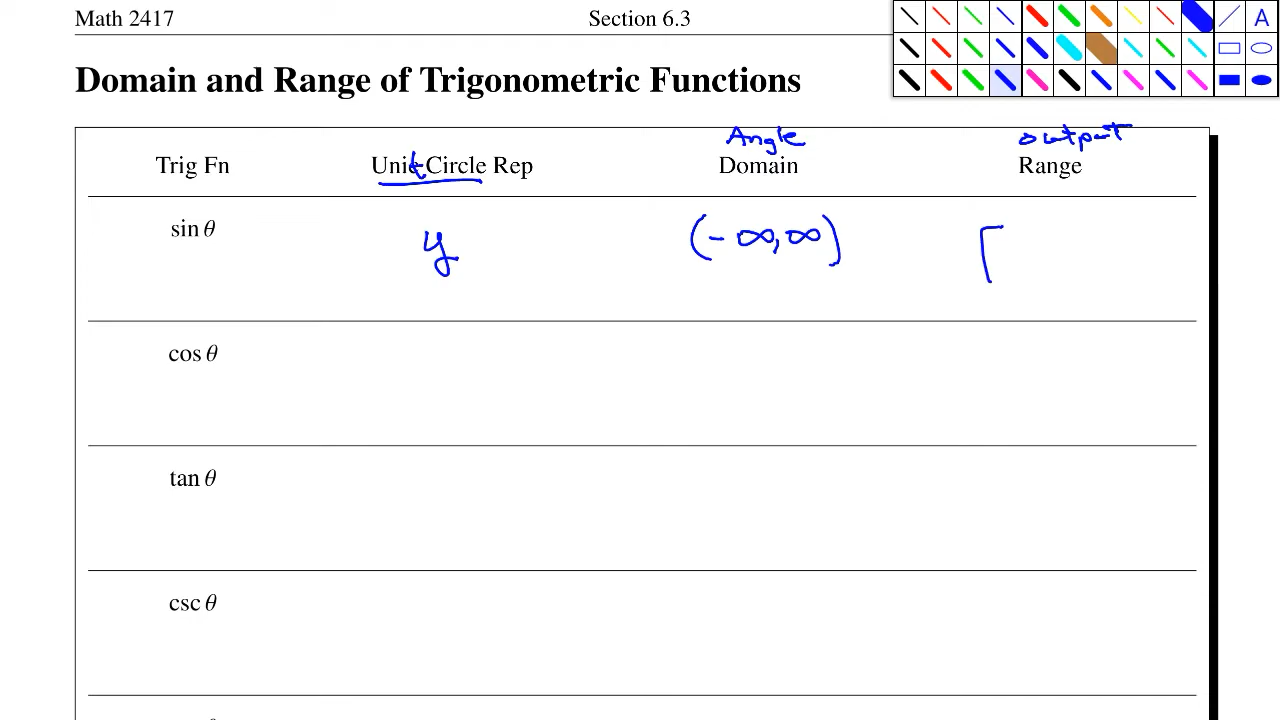 Math 2417 Section 6.3
A
Domain and Range of Trigonometric Functions
Angle output
Trig Fn Unit Circle Rep Domain Range
sin θ y (-∞,∞) [
cos θ
tan θ
csc θ